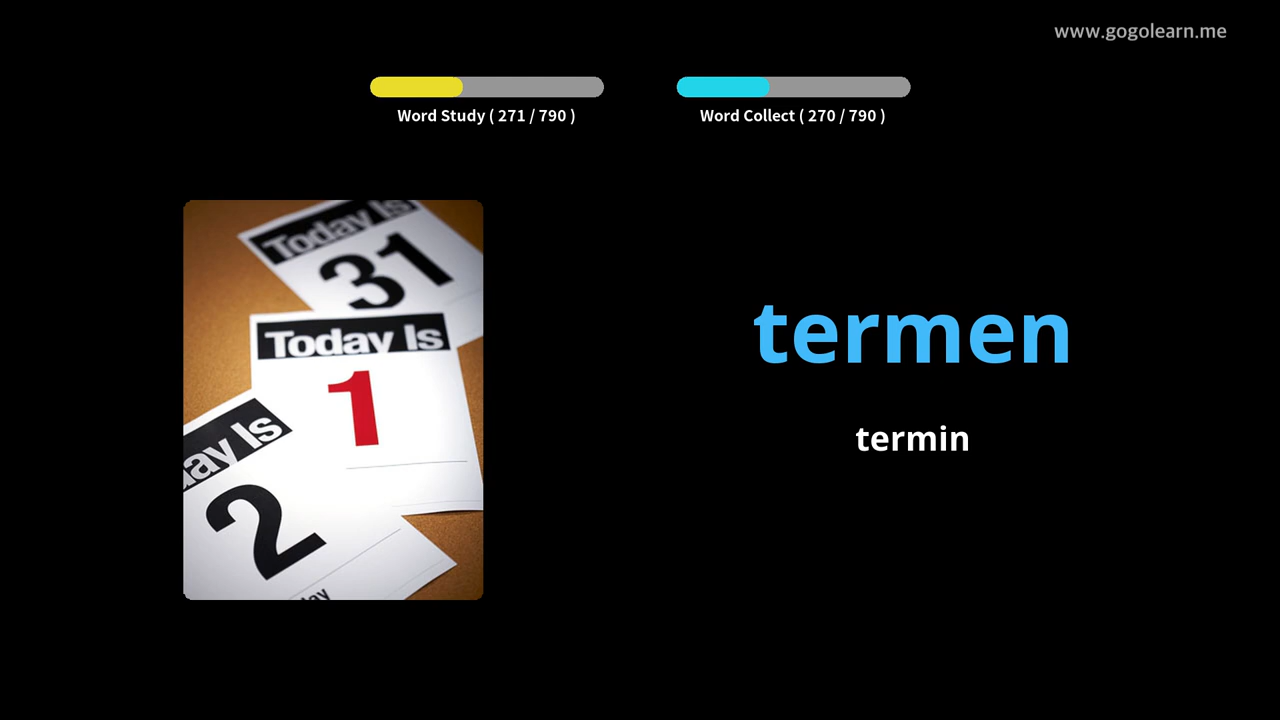 www.gogolearn.me
Word Study ( 271 / 790 )
Word Collect ( 270 / 790 )
Today Is
31
Today Is
1
Is
2
termen
termin